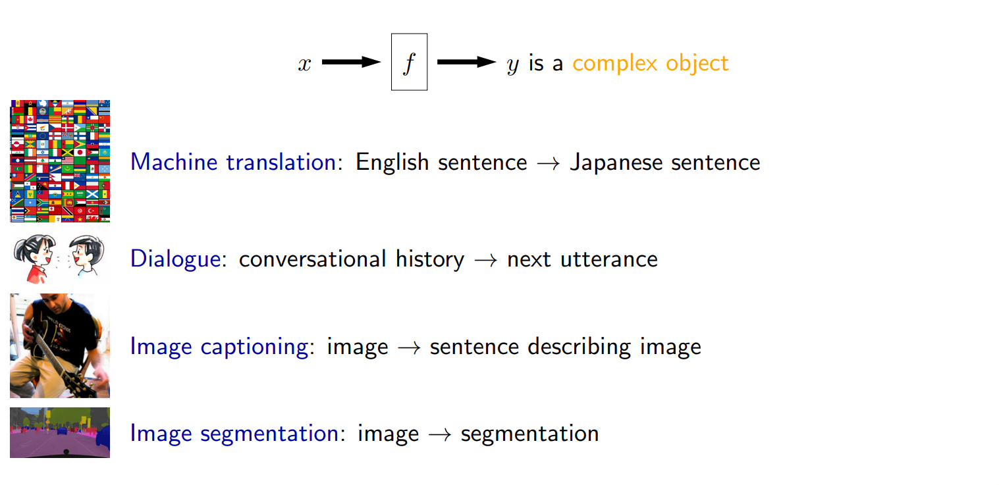 x → f → y is a complex object
Machine translation: English sentence → Japanese sentence
Dialogue: conversational history → next utterance
Image captioning: image → sentence describing image
Image segmentation: image → segmentation